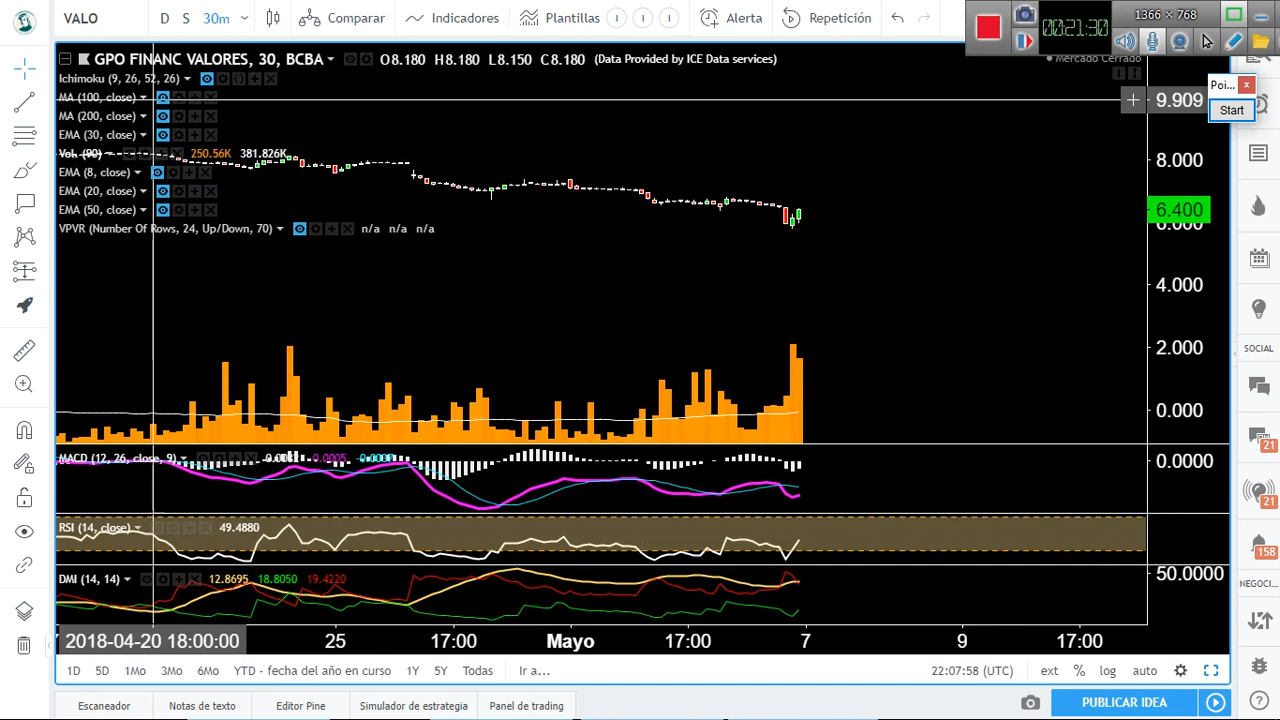 VALO D S 30m Comparar Indicadores Plantillas Alerta Repetición
00:21:30 1366 × 768
GPO FINANC VALORES, 30, BCBA O8.180 H8.180 L8.150 C8.180 (Data Provided by ICE Data services)
Mercado Cerrado
Ichimoku (9, 26, 52, 26)
MA (100, close)
MA (200, close)
EMA (30, close)
Vol. (90) 250.56K 381.826K
EMA (8, close)
EMA (20, close)
EMA (50, close)
VPVR (Number Of Rows, 24, Up/Down, 70) n/a n/a n/a
Poi...
Start
9.909
8.000
6.400
6.000
4.000
2.000
0.000
MACD (12, 26, close, 9)
0.0000
RSI (14, close) 49.4880
DMI (14, 14) 12.8695 18.8050 19.4220
50.0000
2018-04-20 18:00:00 25 17:00 Mayo 17:00 7 9 17:00
1D 5D 1Mo 3Mo 6Mo YTD - fecha del año en curso 1Y 5Y Todas Ir a... 22:07:58 (UTC) ext % log auto
Escaneador Notas de texto Editor Pine Simulador de estrategia Panel de trading PUBLICAR IDEA
SOCIAL
21
21
158
NEGOCI...